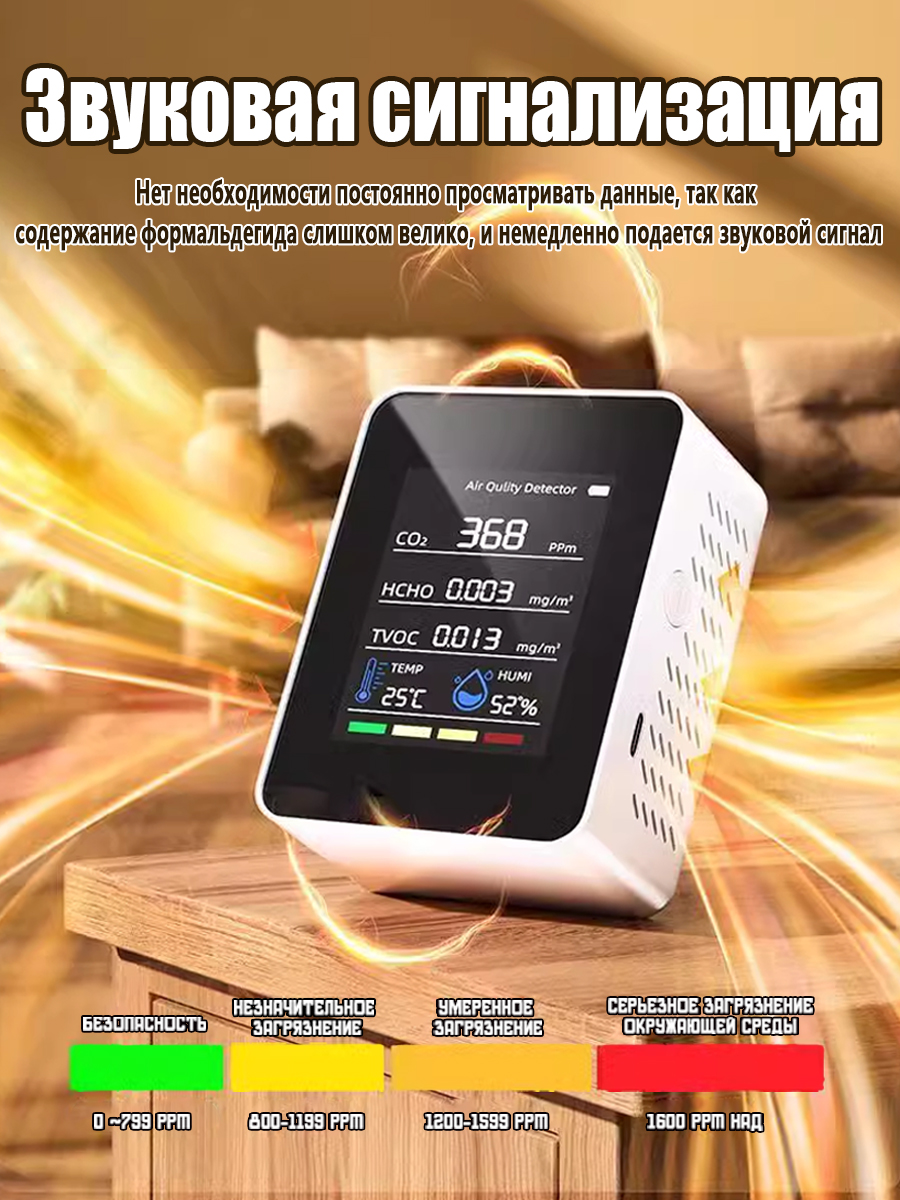 Звуковая сигнализация
Нет необходимости постоянно просматривать данные, так как
содержание формальдегида слишком велико, и немедленно подается звуковой сигнал
Air Qulity Detector
CO₂ 368 PPm
HCHO 0.003 mg/m³
TVOC 0.013 mg/m³
TEMP 25℃
HUMI 52%
БЕЗОПАСНОСТЬ
0 ~799 PPM
НЕЗНАЧИТЕЛЬНОЕ
ЗАГРЯЗНЕНИЕ
800-1199 PPM
УМЕРЕННОЕ
ЗАГРЯЗНЕНИЕ
1200-1599 PPM
СЕРЬЕЗНОЕ ЗАГРЯЗНЕНИЕ
ОКРУЖАЮЩЕЙ СРЕДЫ
1600 PPM НАД